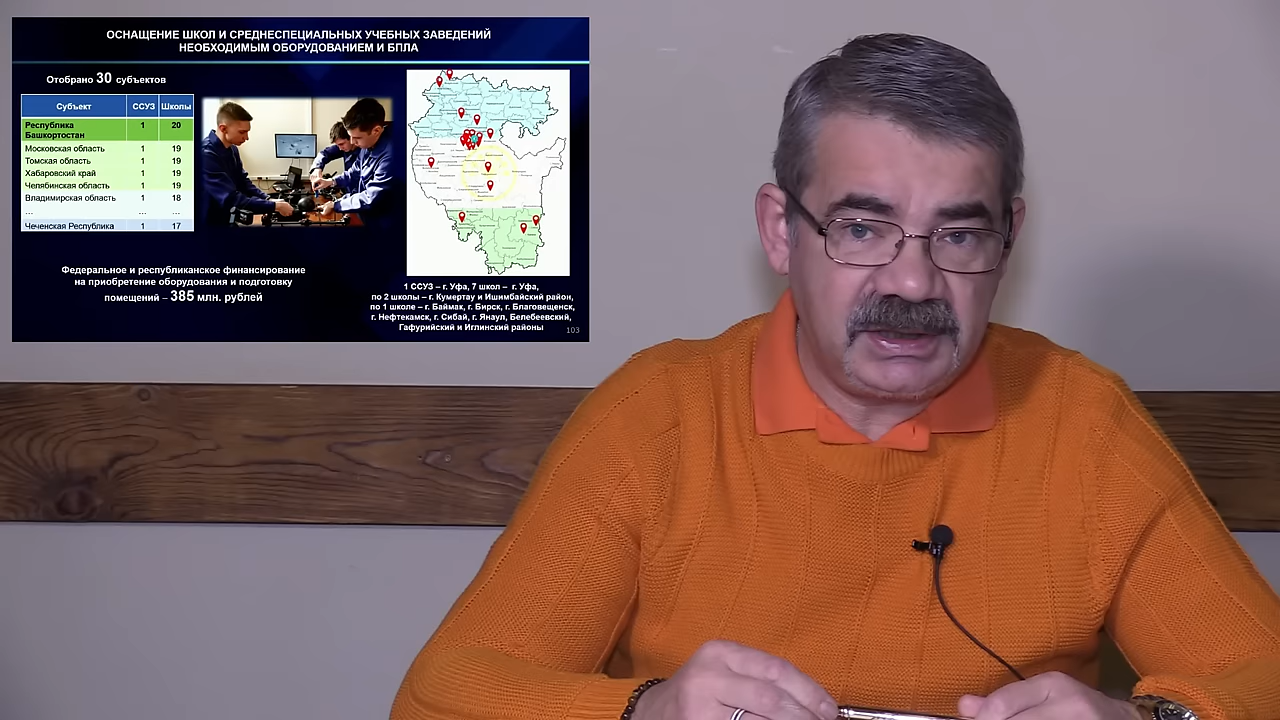 ОСНАЩЕНИЕ ШКОЛ И СРЕДНЕСПЕЦИАЛЬНЫХ УЧЕБНЫХ ЗАВЕДЕНИЙ
НЕОБХОДИМЫМ ОБОРУДОВАНИЕМ И БПЛА
Отобрано 30 субъектов
Субъект ССУЗ Школы
Республика
Башкортостан 1 20
Московская область 1 19
Томская область 1 19
Хабаровский край 1 19
Челябинская область 1 19
Владимирская область 1 18
... ... ...
Чеченская Республика 1 17
Федеральное и республиканское финансирование
на приобретение оборудования и подготовку
помещений – 385 млн. рублей
1 ССУЗ – г. Уфа, 7 школ – г. Уфа,
по 2 школы – г. Кумертау и Ишимбайский район,
по 1 школе – г. Баймак, г. Бирск, г. Благовещенск,
г. Нефтекамск, г. Сибай, г. Янаул, Белебеевский,
Гафурийский и Иглинский районы
103